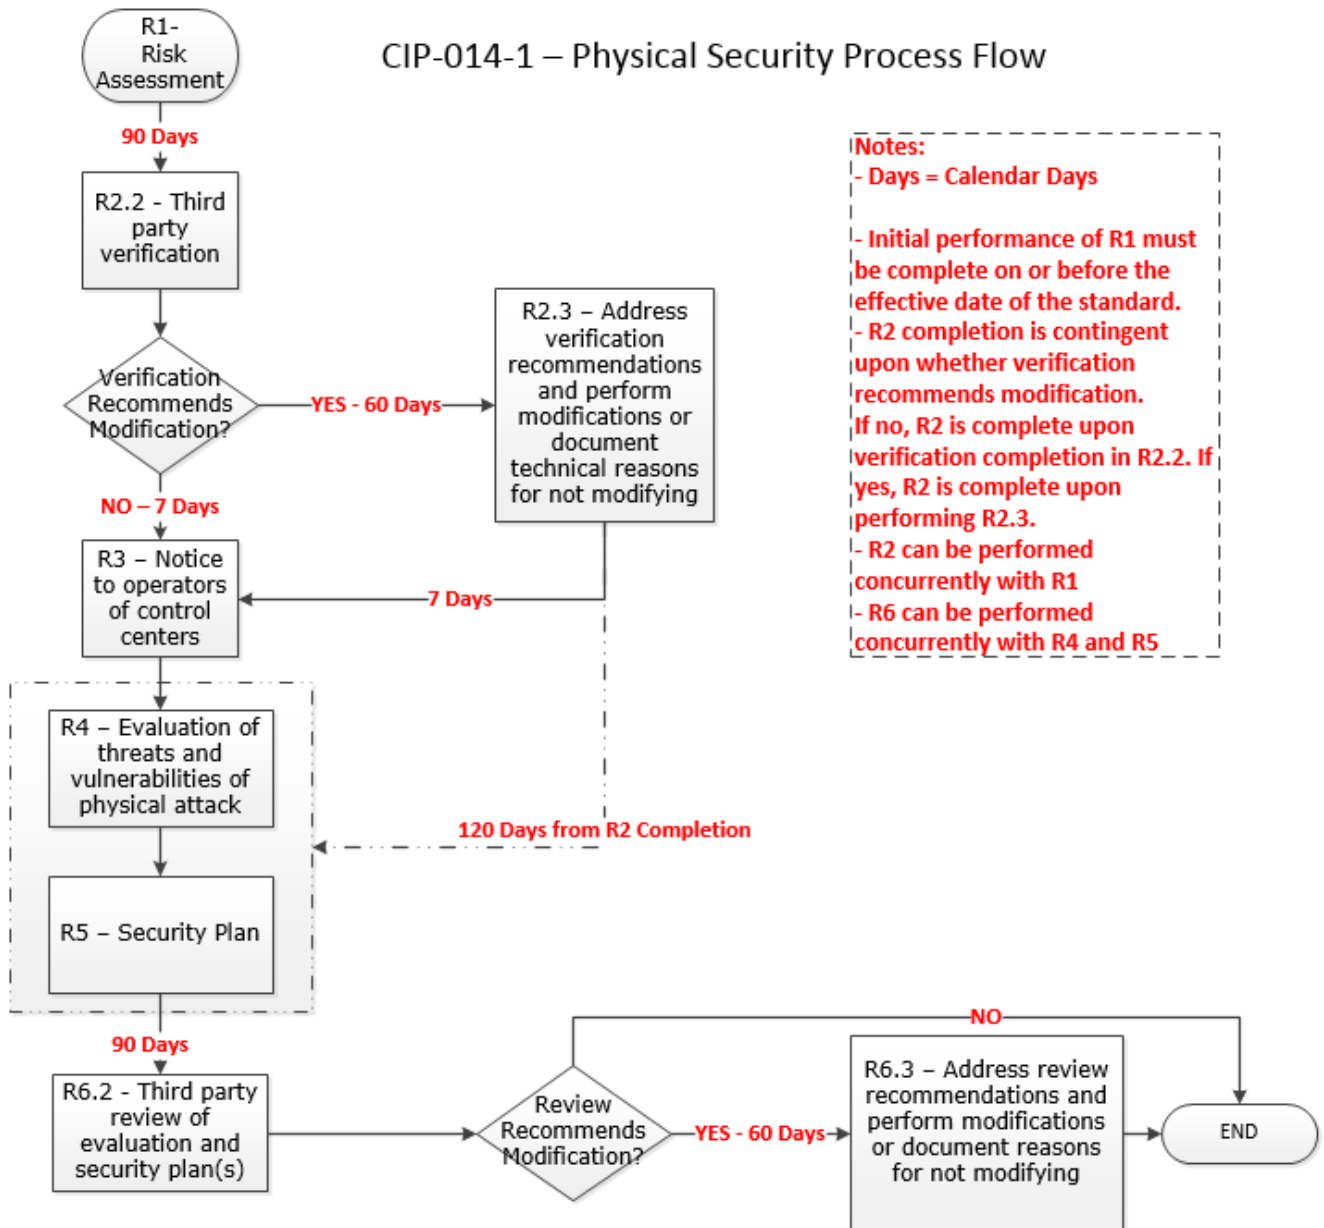 R1-
Risk
Assessment
CIP-014-1 – Physical Security Process Flow
90 Days
R2.2 - Third
party
verification
Verification
Recommends
Modification?
YES - 60 Days
R2.3 – Address
verification
recommendations
and perform
modifications or
document
technical reasons
for not modifying
Notes:
- Days = Calendar Days
- Initial performance of R1 must
be complete on or before the
effective date of the standard.
- R2 completion is contingent
upon whether verification
recommends modification.
If no, R2 is complete upon
verification completion in R2.2. If
yes, R2 is complete upon
performing R2.3.
- R2 can be performed
concurrently with R1
- R6 can be performed
concurrently with R4 and R5
NO – 7 Days
R3 – Notice
to operators
of control
centers
7 Days
R4 – Evaluation of
threats and
vulnerabilities of
physical attack
120 Days from R2 Completion
R5 – Security Plan
90 Days
R6.2 - Third party
review of
evaluation and
security plan(s)
Review
Recommends
Modification?
NO
YES - 60 Days
R6.3 – Address review
recommendations and
perform modifications
or document reasons
for not modifying
END